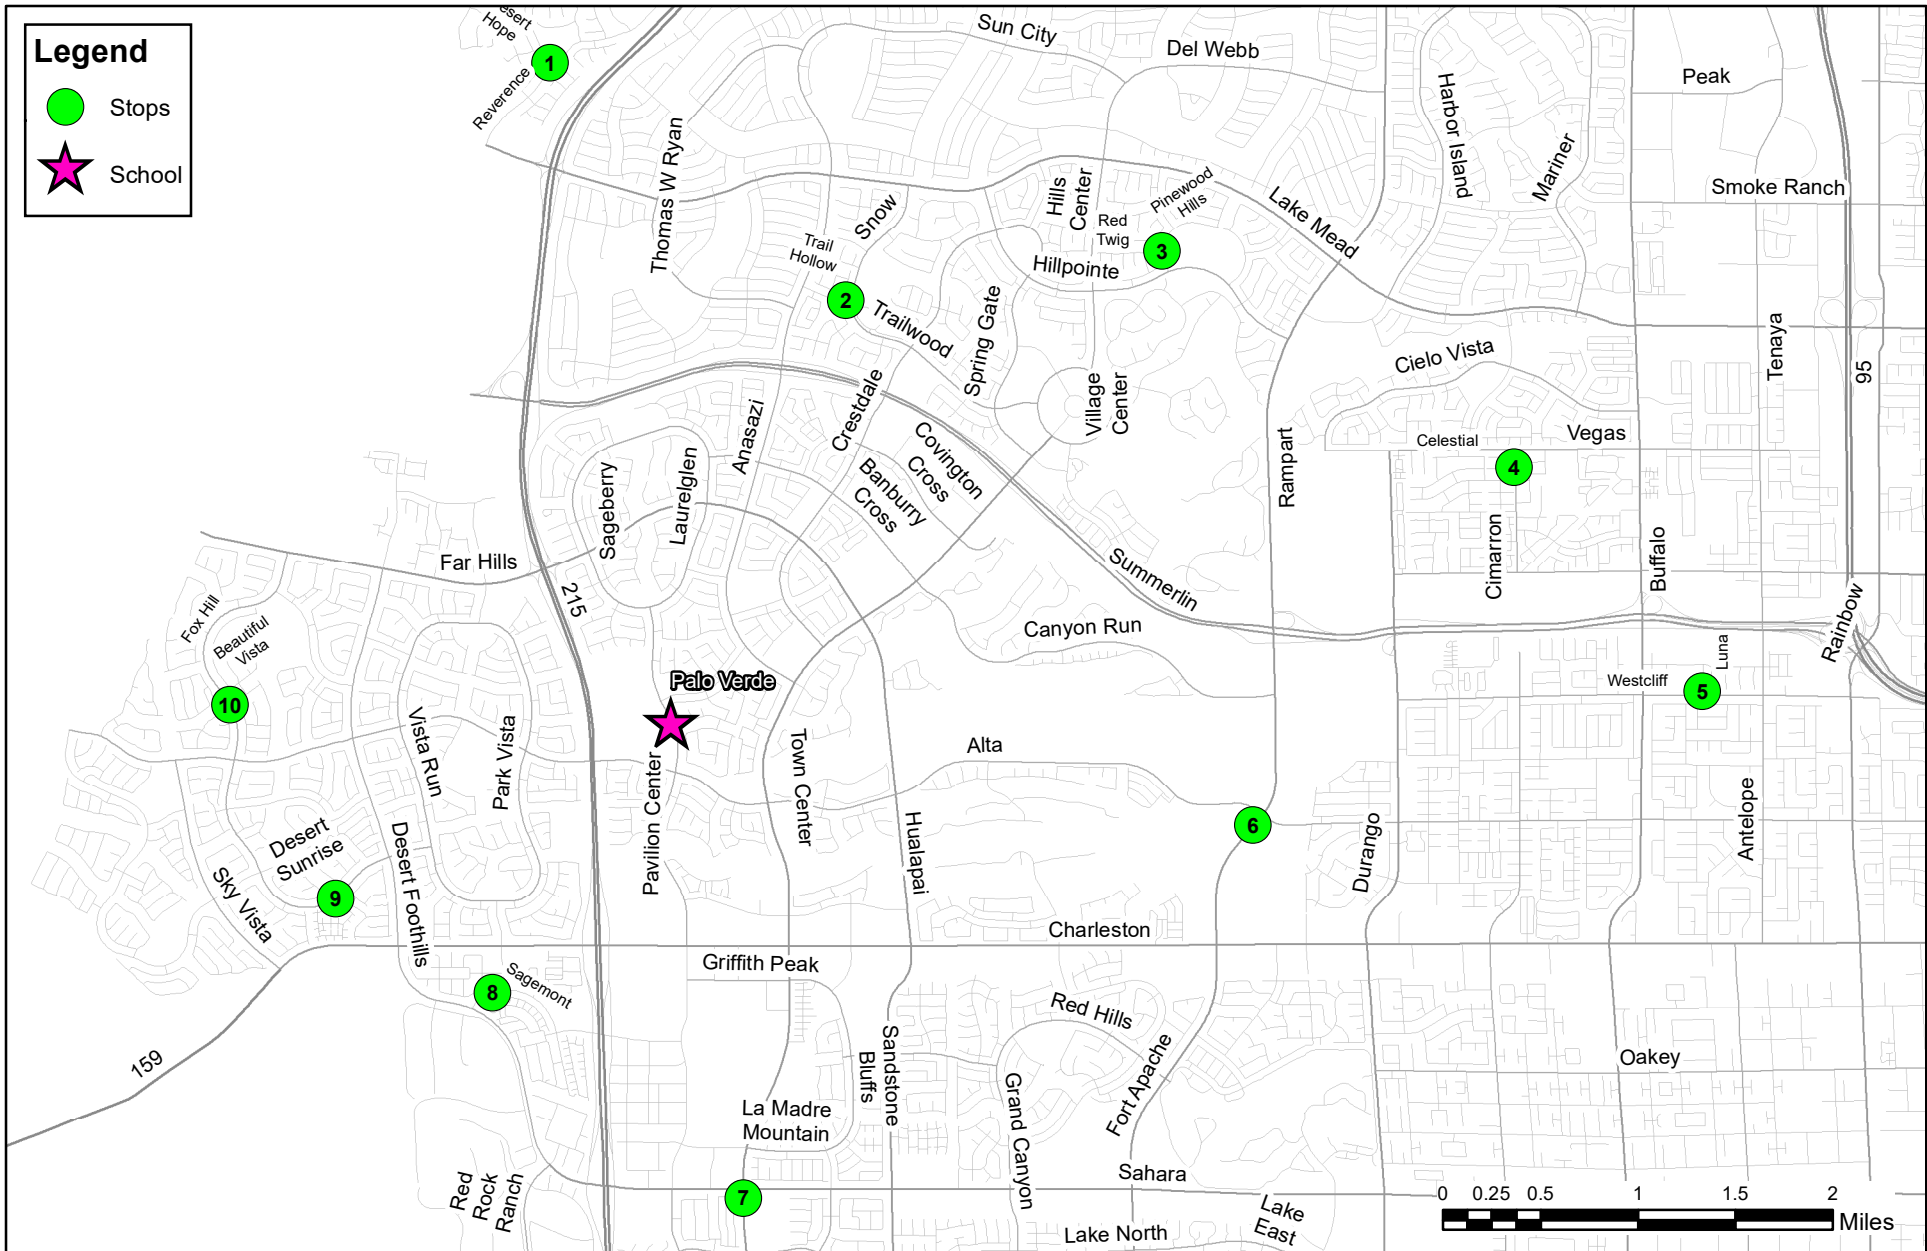 Legend
Stops
School
esert
Hope
Reverence
1
Sun City
Del Webb
Peak
Harbor Island
Mariner
Smoke Ranch
Thomas W Ryan
Snow
Hills
Center
Pinewood
Hills
Red
Twig
3
Lake Mead
Trail
Hollow
Hillpointe
2
Trailwood
Spring Gate
Cielo Vista
Tenaya
95
Crestdale
Village
Center
Anasazi
Covington
Cross
Banburry
Cross
Rampart
Celestial
Vegas
4
Sageberry
Laurelglen
Cimarron
Buffalo
Far Hills
215
Summerlin
Fox Hill
Beautiful
Vista
Canyon Run
Rainbow
Luna
Westcliff
5
Palo Verde
10
Vista Run
Park Vista
Pavilion Center
Town Center
Alta
Hualapai
6
Durango
Antelope
Desert
Sunrise
9
Sky Vista
Desert Foothills
Charleston
Griffith Peak
8
Sagemont
Red Hills
159
Sandstone
Bluffs
Grand Canyon
Fort Apache
Oakey
La Madre
Mountain
Red
Rock
Ranch
7
Sahara
Lake North
Lake
East
0 0.25 0.5 1 1.5 2
Miles